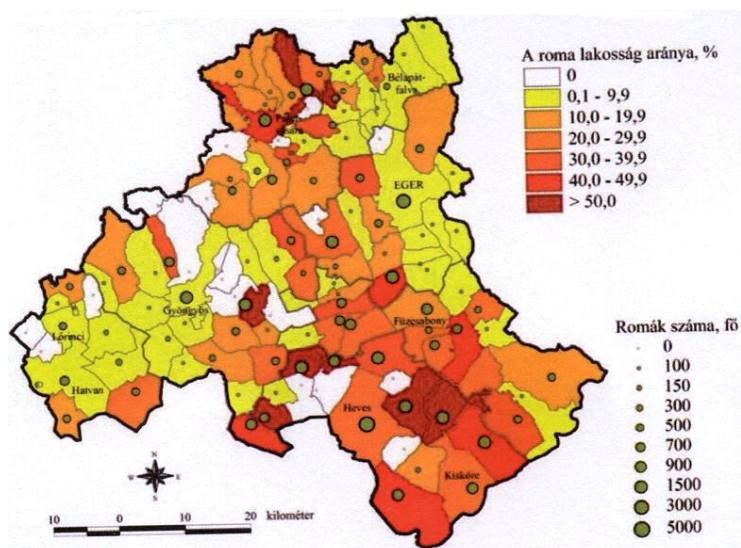 A roma lakosság aránya, %
0
0,1 - 9,9
10,0 - 19,9
20,0 - 29,9
30,0 - 39,9
40,0 - 49,9
> 50,0
Bélapát-
falva
EGER
Gyöngyös
Lőrinci
Hatvan
Füzesabony
Heves
Kisköre
Romák száma, fő
0
100
150
300
500
700
900
1500
3000
5000
N
W E
S
10 0 10 20 kilométer